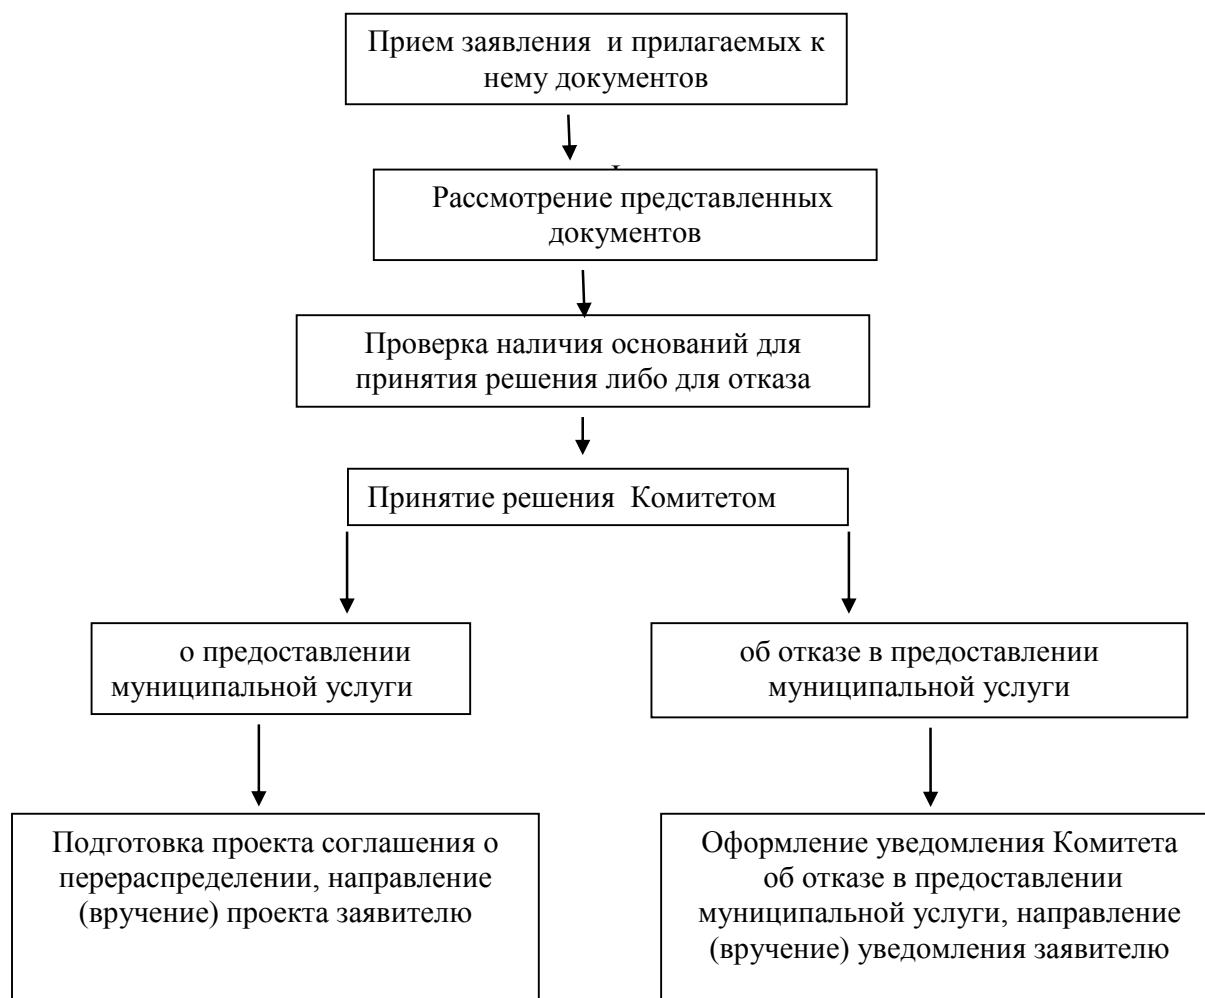 Прием заявления и прилагаемых к
нему документов
Рассмотрение представленных
документов
Проверка наличия оснований для
принятия решения либо для отказа
Принятие решения Комитетом
о предоставлении
муниципальной услуги
об отказе в предоставлении
муниципальной услуги
Подготовка проекта соглашения о
перераспределении, направление
(вручение) проекта заявителю
Оформление уведомления Комитета
об отказе в предоставлении
муниципальной услуги, направление
(вручение) уведомления заявителю